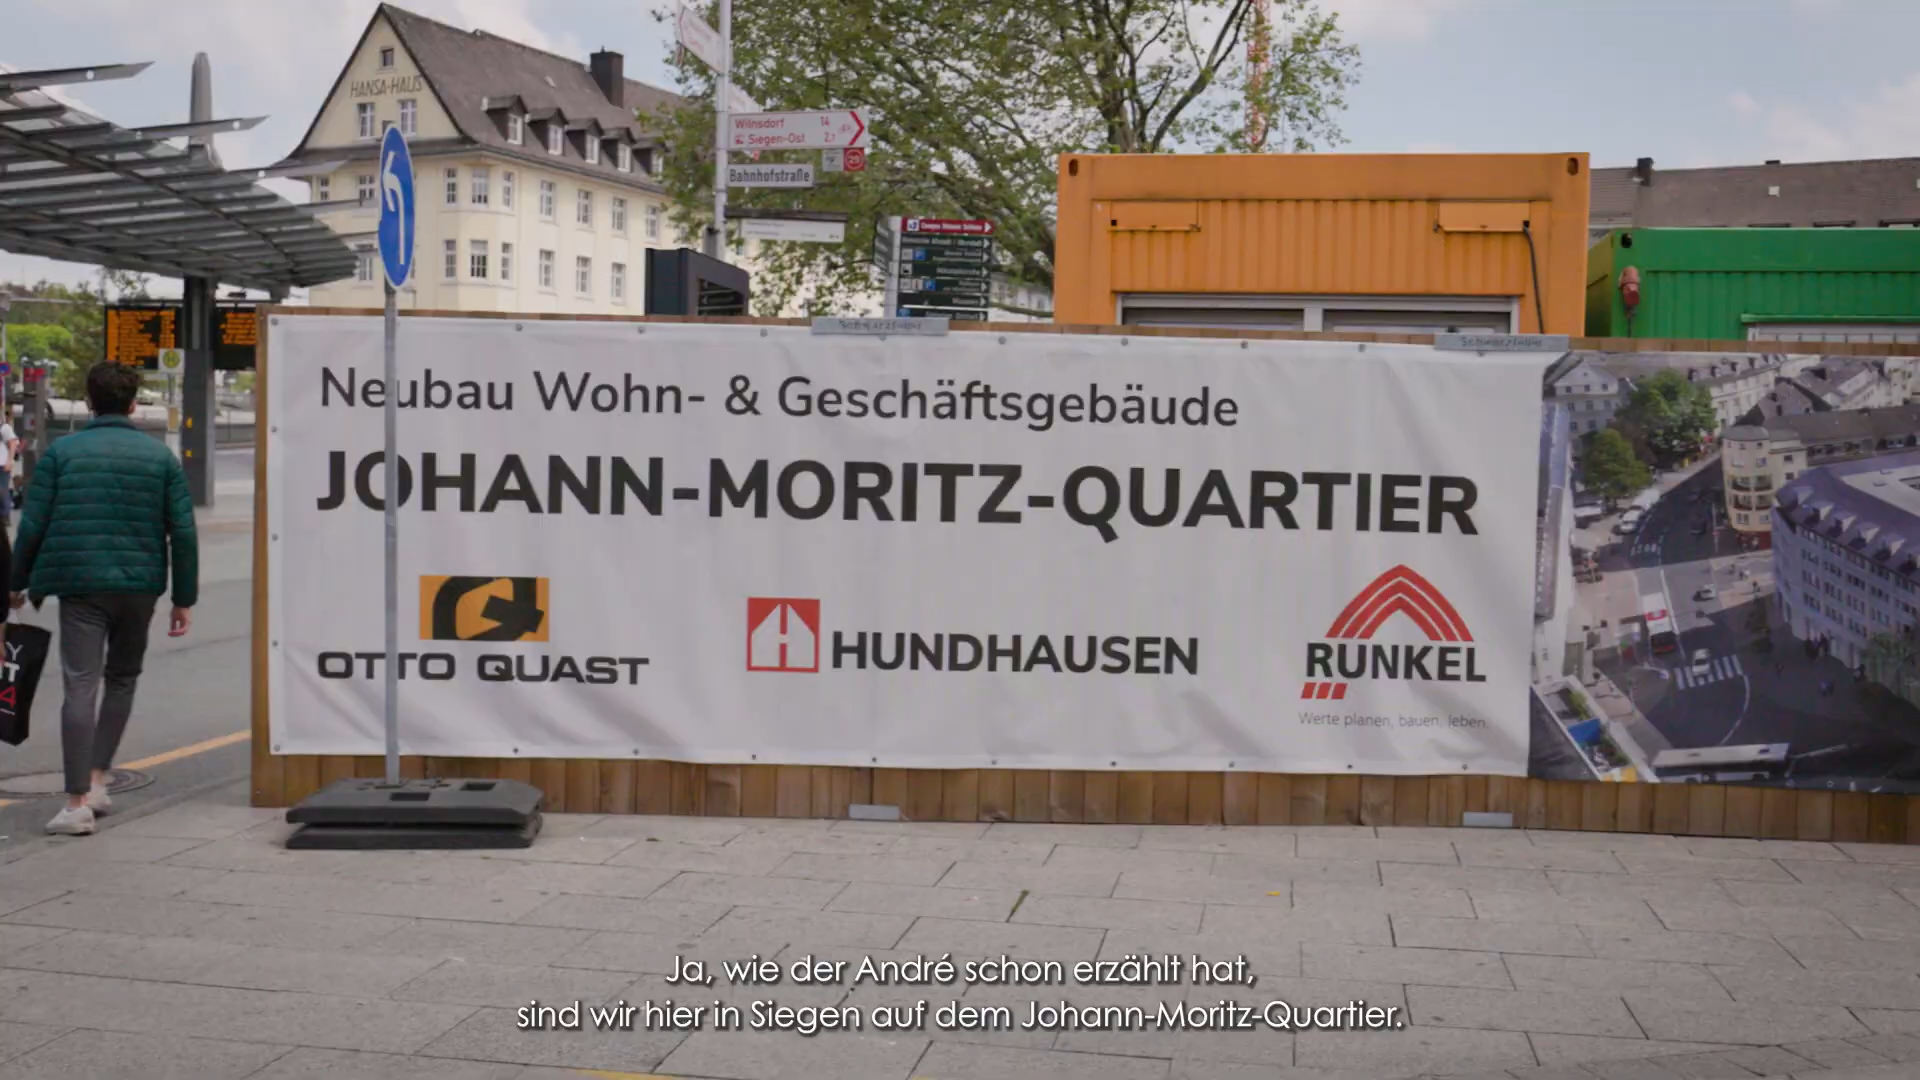 HANSA-HAUS
Wilnsdorf 14
Siegen-Ost
Bahnhofstraße
Neubau Wohn- & Geschäftsgebäude
JOHANN-MORITZ-QUARTIER
OTTO QUAST
HUNDHAUSEN
RUNKEL
Werte planen, bauen, leben.
Ja, wie der André schon erzählt hat,
sind wir hier in Siegen auf dem Johann-Moritz-Quartier.